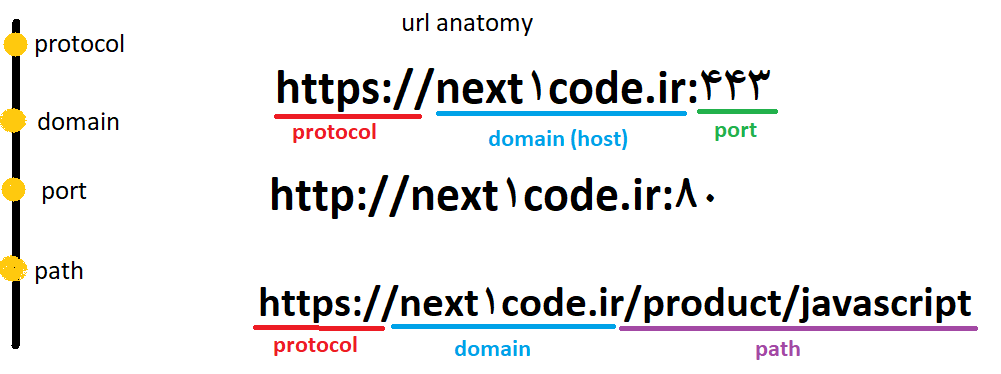 url anatomy
protocol
domain
port
path
https://next۱code.ir:۴۴۳
protocol
domain (host)
port
http://next۱code.ir:۸۰
https://next۱code.ir/product/javascript
protocol
domain
path